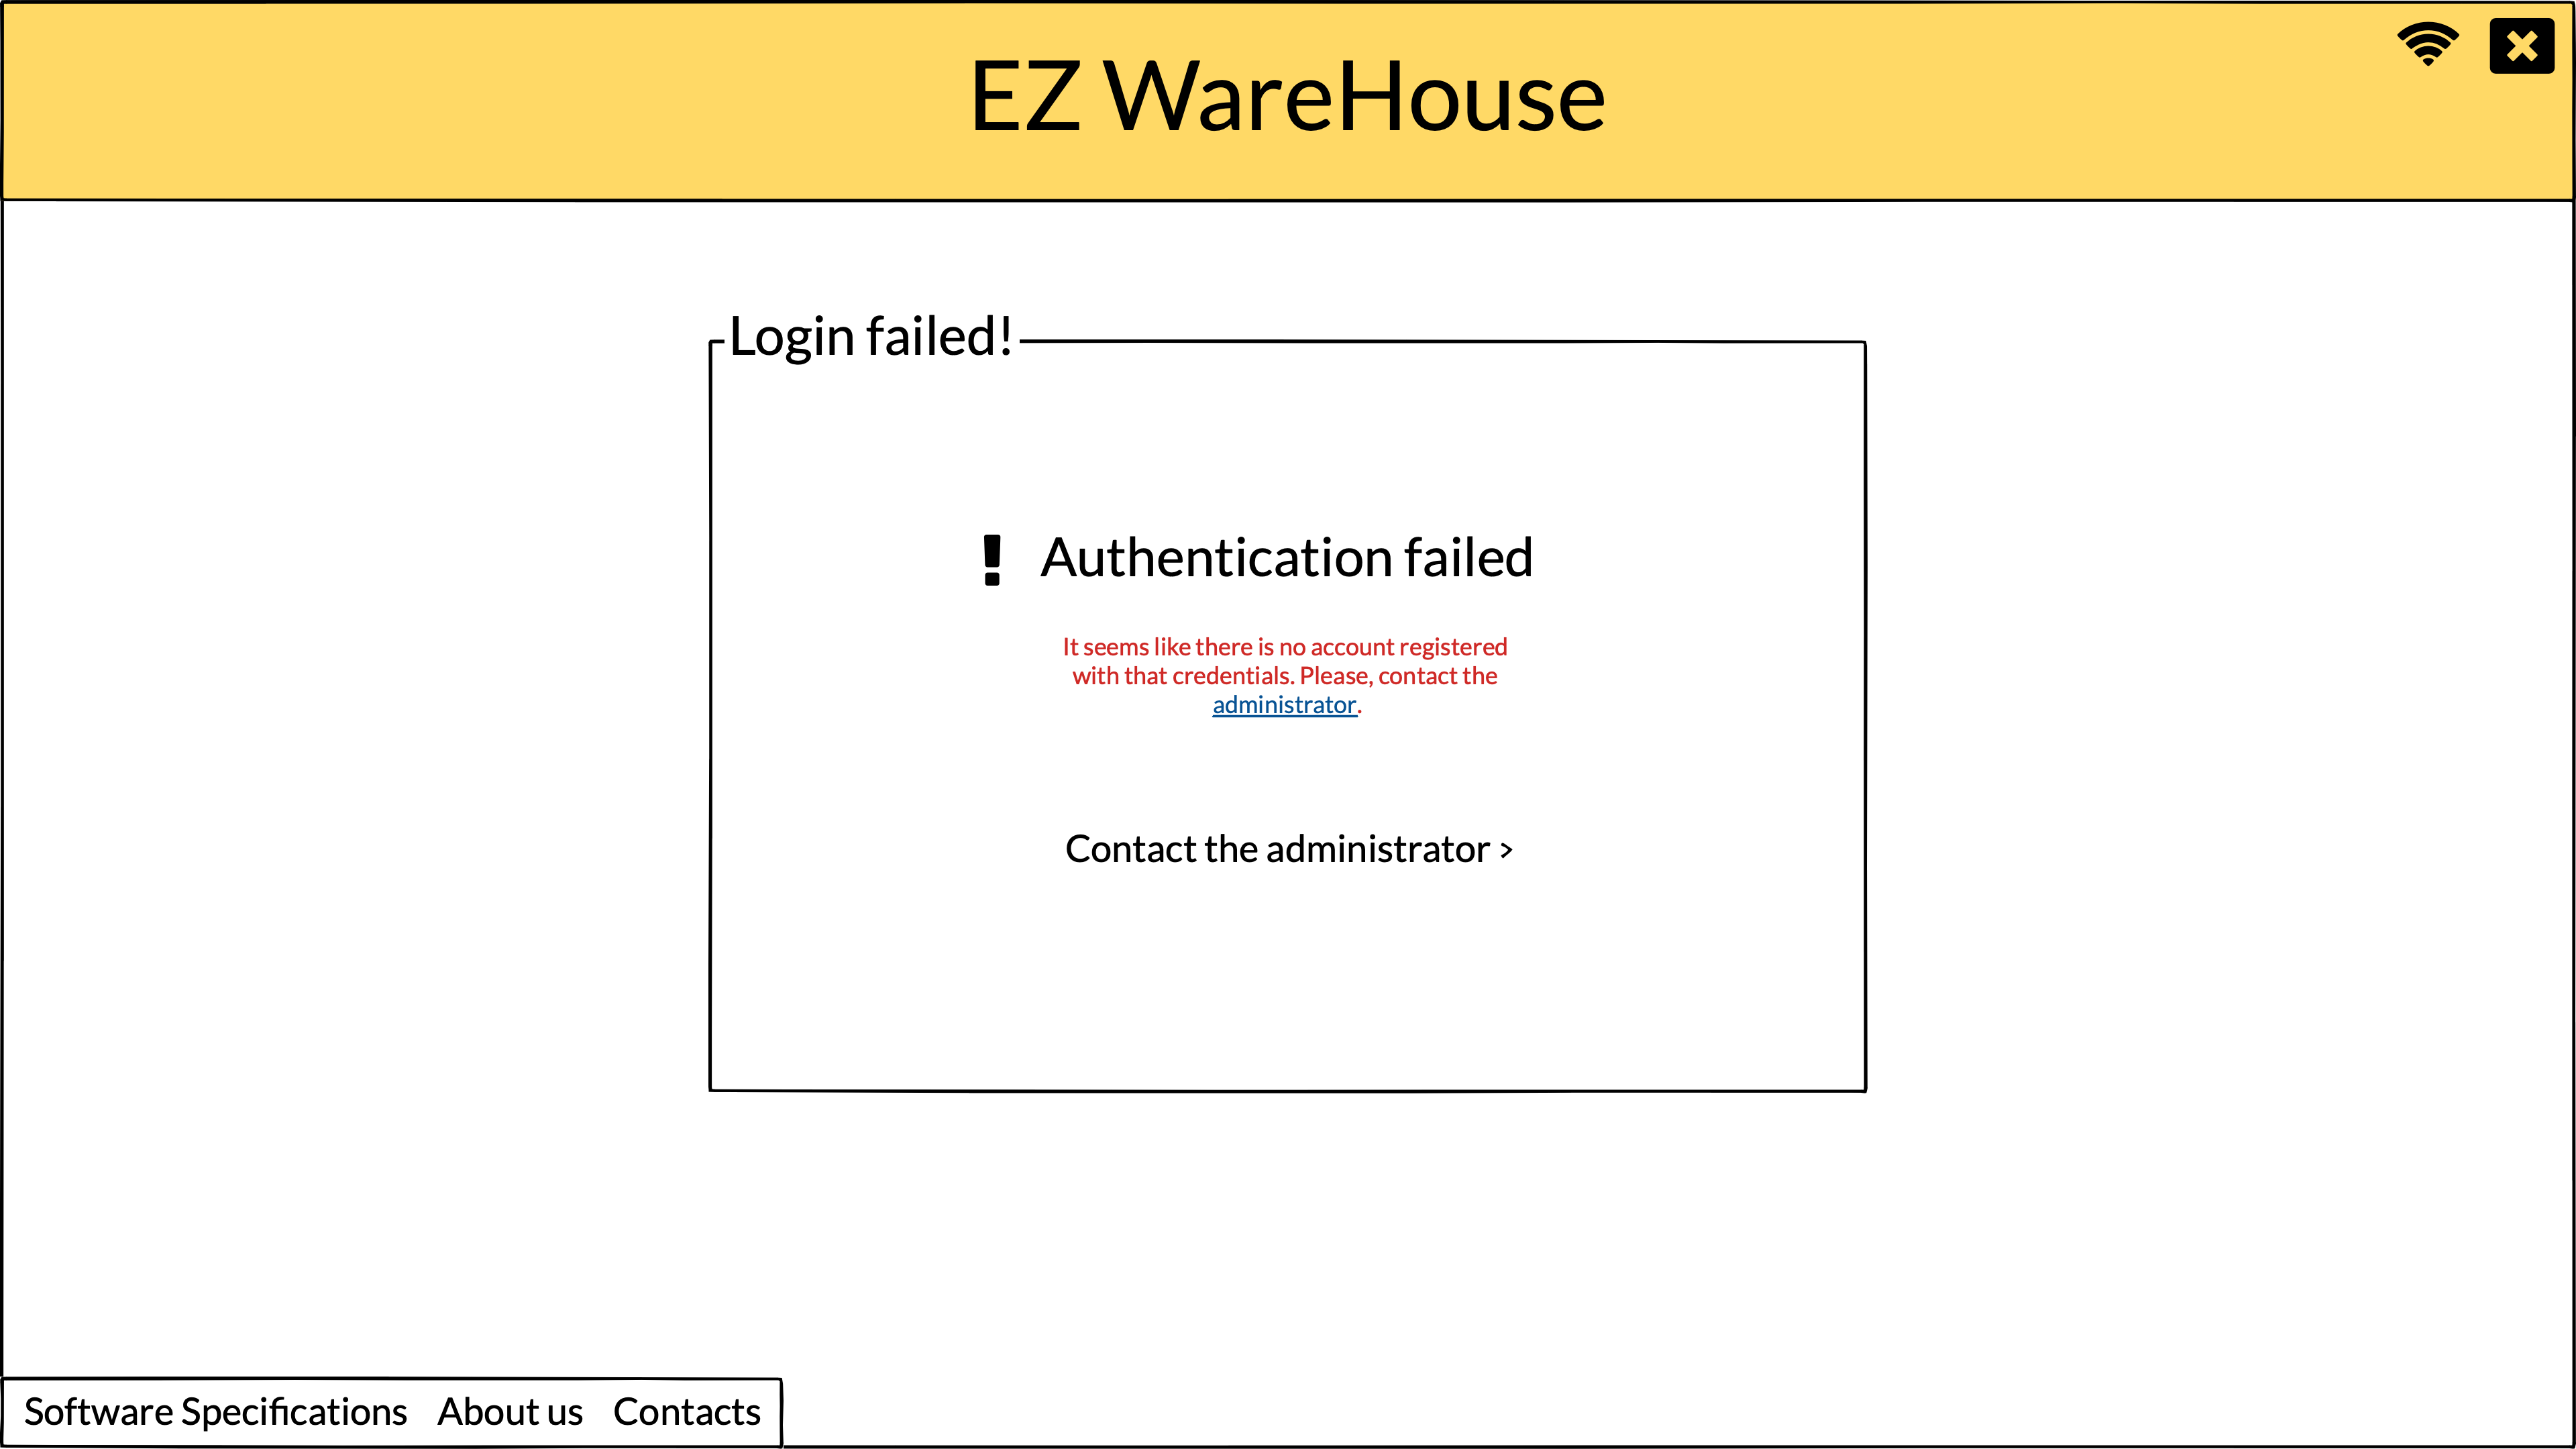 EZ WareHouse
Login failed!
! Authentication failed
It seems like there is no account registered
with that credentials. Please, contact the
administrator.
Contact the administrator >
Software Specifications About us Contacts